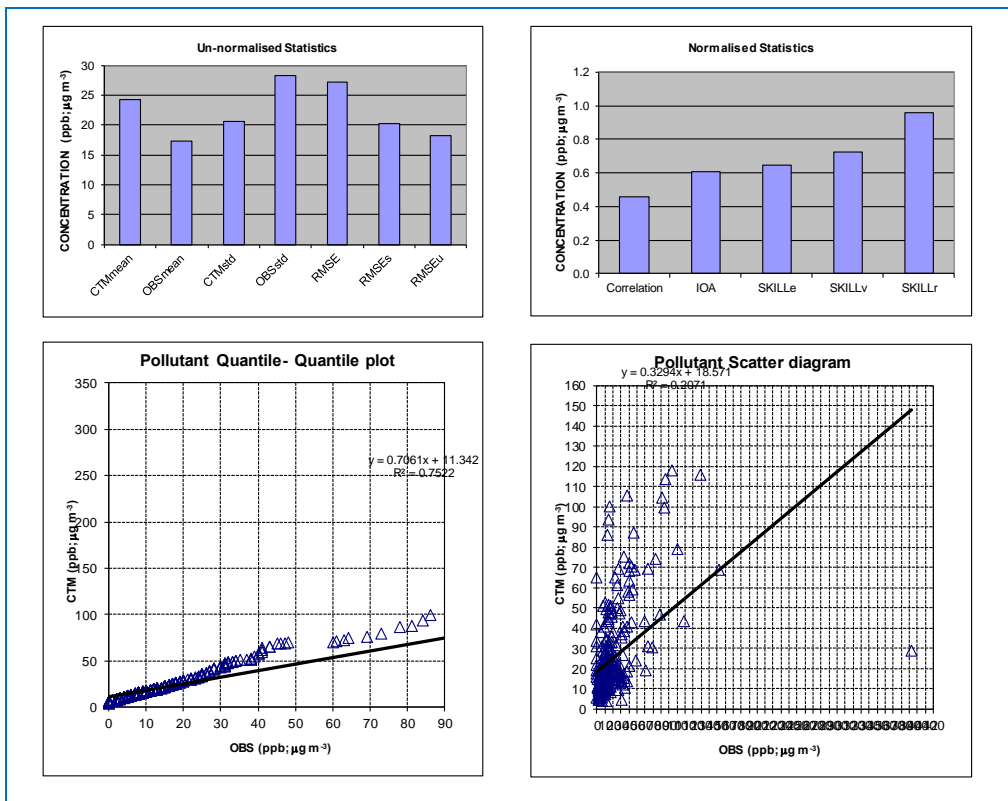 Un-normalised Statistics
CONCENTRATION (ppb; µg m-3)
30
25
20
15
10
5
0
CTMmean
OBSmean
CTMstd
OBSstd
RMSE
RMSEs
RMSEu
Normalised Statistics
CONCENTRATION (ppb; µg m-3)
1.2
1.0
0.8
0.6
0.4
0.2
0.0
Correlation IOA SKILLe SKILLv SKILLr
Pollutant Quantile- Quantile plot
CTM (ppb; µg m-3)
350
300
250
200
150
100
50
0
y = 0.7061x + 11.342
R² = 0.7522
0 10 20 30 40 50 60 70 80 90
OBS (ppb; µg m-3)
Pollutant Scatter diagram
y = 0.3294x + 18.571
R² = 0.2071
CTM (ppb; µg m-3)
160
150
140
130
120
110
100
90
80
70
60
50
40
30
20
10
0
OBS (ppb; µg m-3)